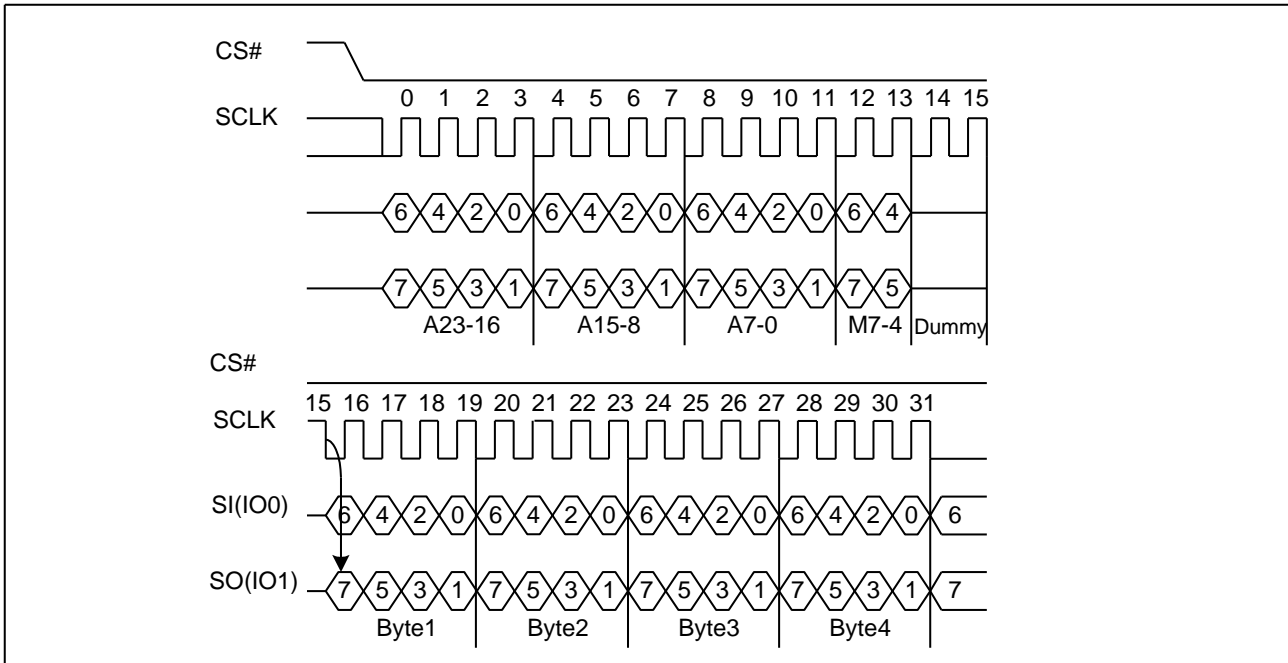 CS#
0 1 2 3 4 5 6 7 8 9 10 11 12 13 14 15
SCLK
6 4 2 0 6 4 2 0 6 4 2 0 6 4
7 5 3 1 7 5 3 1 7 5 3 1 7 5
A23-16 A15-8 A7-0 M7-4 Dummy
CS#
15 16 17 18 19 20 21 22 23 24 25 26 27 28 29 30 31
SCLK
SI(IO0) 6 4 2 0 6 4 2 0 6 4 2 0 6 4 2 0 6
SO(IO1) 7 5 3 1 7 5 3 1 7 5 3 1 7 5 3 1 7
Byte1 Byte2 Byte3 Byte4